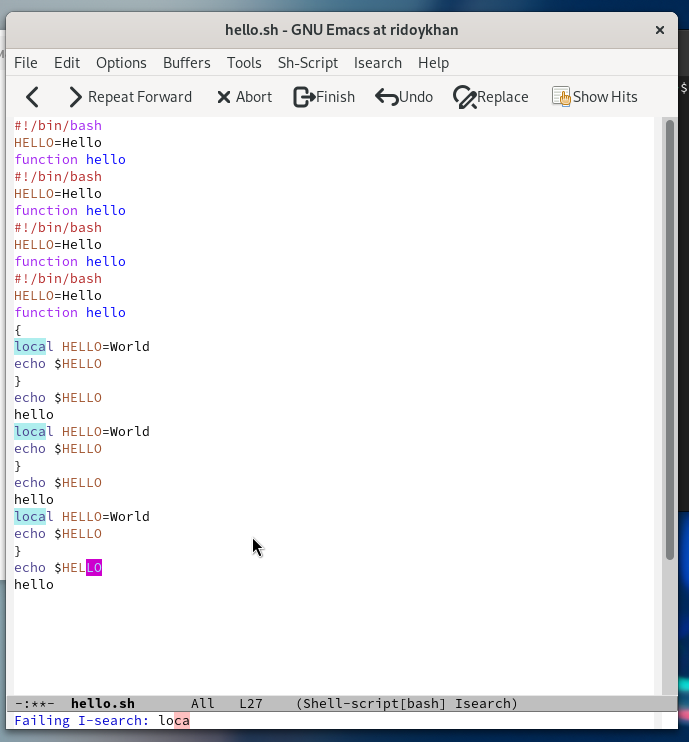 hello.sh - GNU Emacs at ridoykhan ×
File Edit Options Buffers Tools Sh-Script Isearch Help
Repeat Forward Abort Finish Undo Replace Show Hits
#!/bin/bash
HELLO=Hello
function hello
#!/bin/bash
HELLO=Hello
function hello
#!/bin/bash
HELLO=Hello
function hello
#!/bin/bash
HELLO=Hello
function hello
{
local HELLO=World
echo $HELLO
}
echo $HELLO
hello
local HELLO=World
echo $HELLO
}
echo $HELLO
hello
local HELLO=World
echo $HELLO
}
echo $HELLO
hello
-:**- hello.sh All L27 (Shell-script[bash] Isearch)
Failing I-search: loca
$